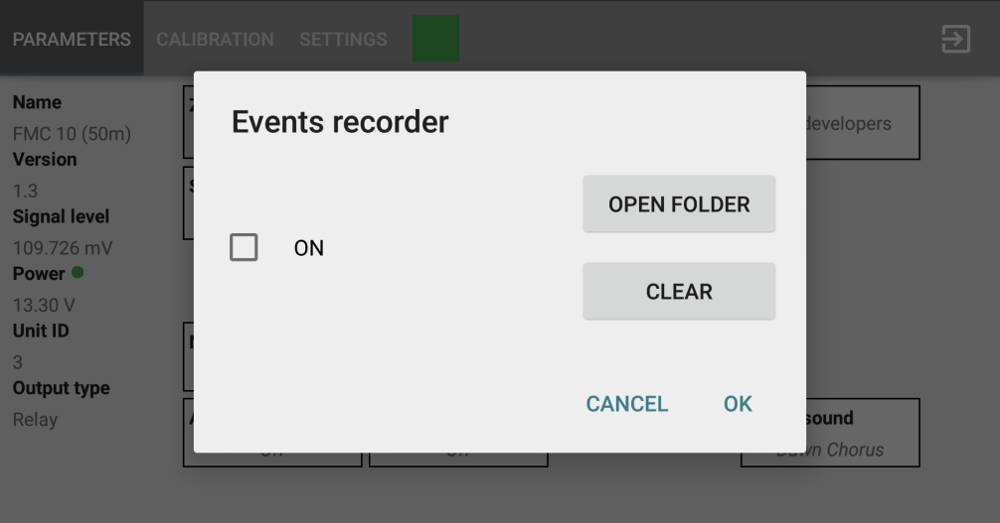 PARAMETERS CALIBRATION SETTINGS
Name
FMC 10 (50m)
Version
1.3
Signal level
109.726 mV
Power
13.30 V
Unit ID
3
Output type
Relay
Events recorder
ON
OPEN FOLDER
CLEAR
CANCEL OK
developers
sound
Dawn Chorus